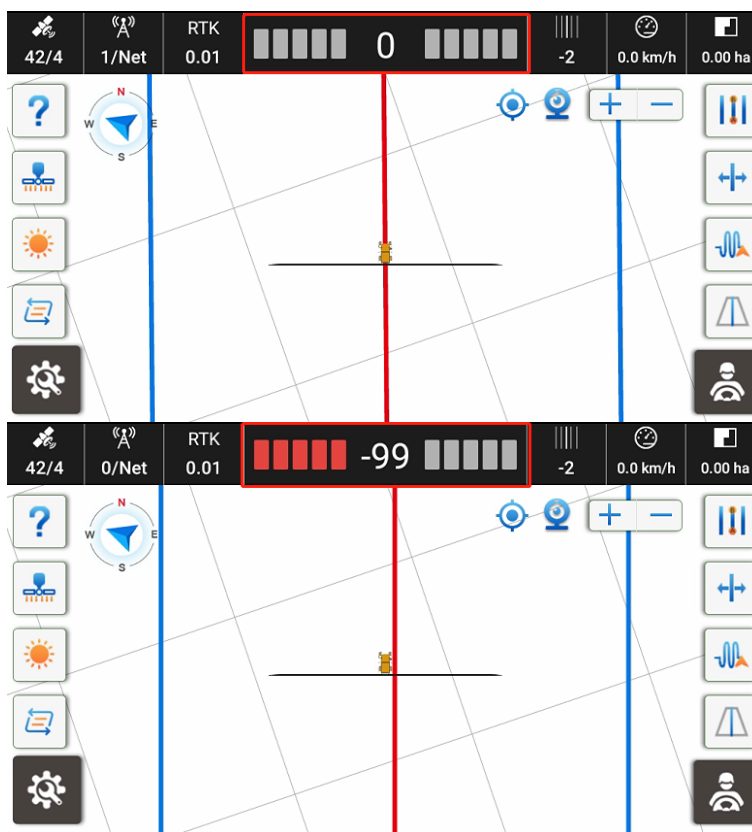 RTK
0
42/4 1/Net 0.01 -2 0.0 km/h 0.00 ha
?
N
W E
S
+ −
RTK
-99
42/4 0/Net 0.01 -2 0.0 km/h 0.00 ha
?
N
W E
S
+ −